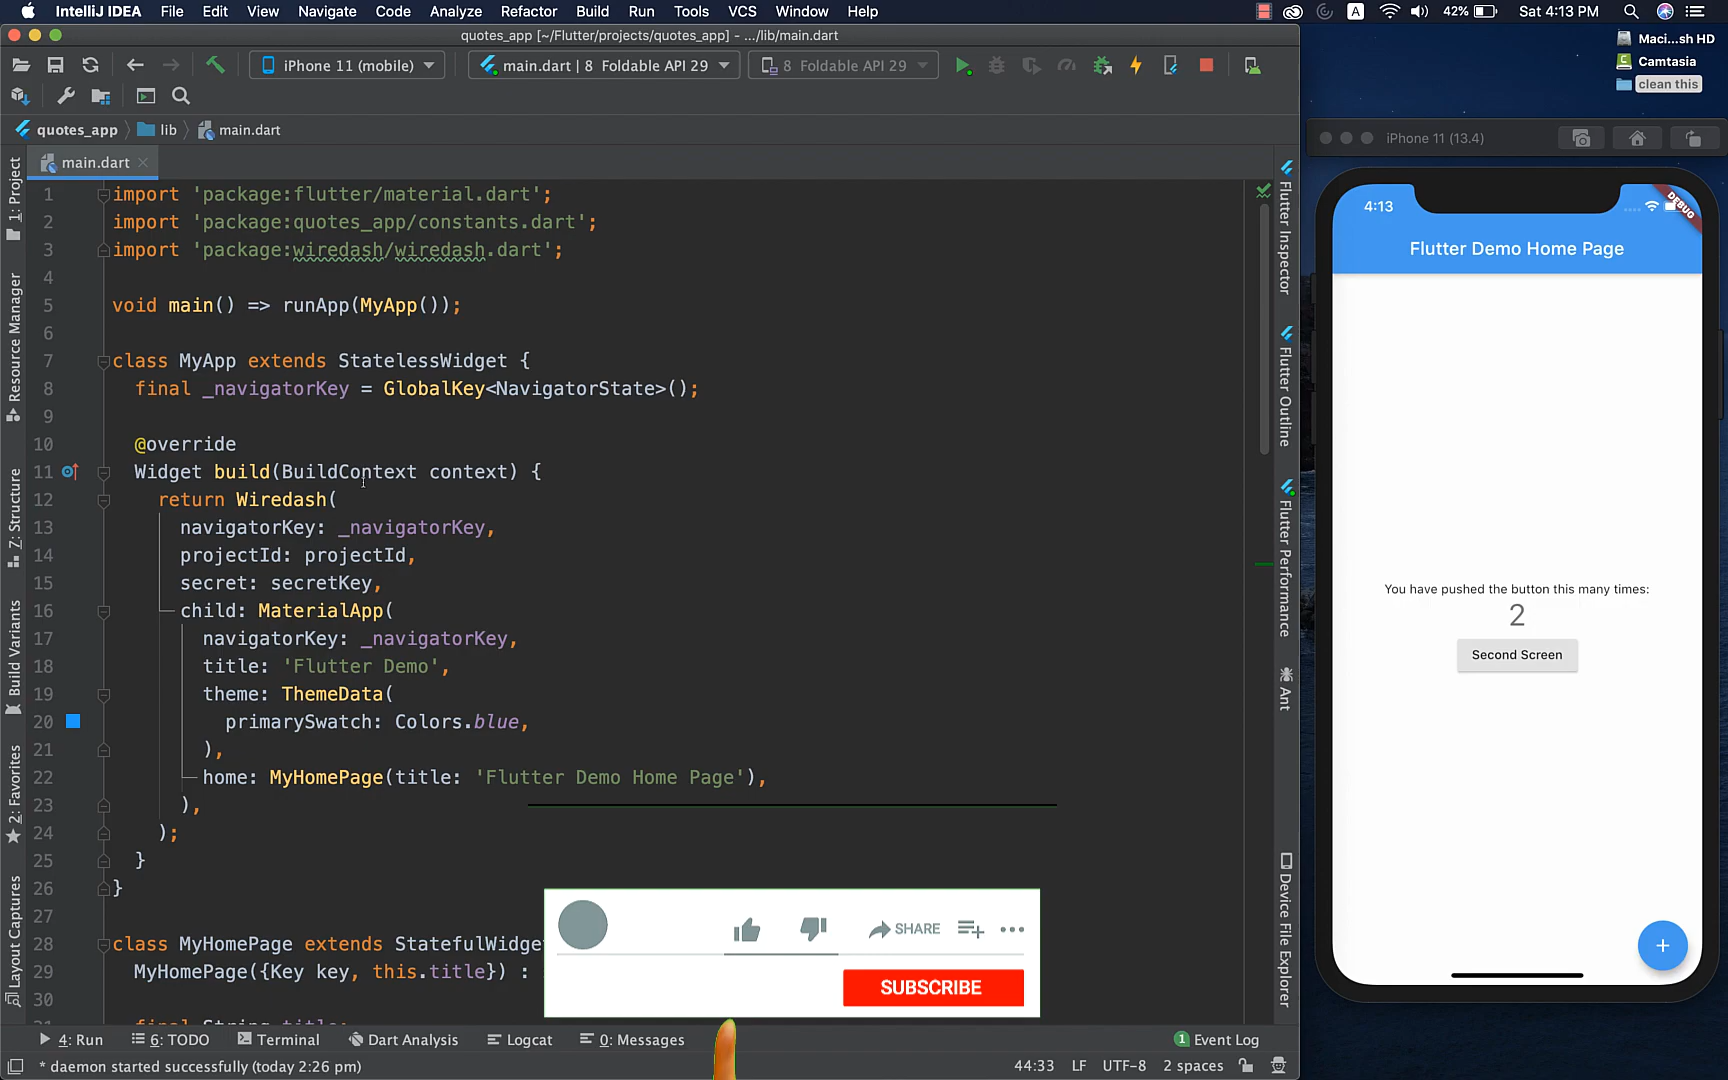 IntelliJ IDEA File Edit View Navigate Code Analyze Refactor Build Run Tools VCS Window Help
A 42% Sat 4:13 PM
quotes_app [~/Flutter/projects/quotes_app] - .../lib/main.dart
Maci...sh HD
Camtasia
clean this
iPhone 11 (mobile) main.dart | 8 Foldable API 29 8 Foldable API 29
quotes_app lib main.dart
main.dart
1 import 'package:flutter/material.dart';
2 import 'package:quotes_app/constants.dart';
3 import 'package:wiredash/wiredash.dart';
4
5 void main() => runApp(MyApp());
6
7 class MyApp extends StatelessWidget {
8 final _navigatorKey = GlobalKey<NavigatorState>();
9
10 @override
11 Widget build(BuildContext context) {
12 return Wiredash(
13 navigatorKey: _navigatorKey,
14 projectId: projectId,
15 secret: secretKey,
16 child: MaterialApp(
17 navigatorKey: _navigatorKey,
18 title: 'Flutter Demo',
19 theme: ThemeData(
20 primarySwatch: Colors.blue,
21 ),
22 home: MyHomePage(title: 'Flutter Demo Home Page'),
23 ),
24 );
25 }
26 }
27
28 class MyHomePage extends StatefulWidge
29 MyHomePage({Key key, this.title}) :
30
1: Project
Resource Manager
Z: Structure
Build Variants
2: Favorites
Layout Captures
Flutter Inspector
Flutter Outline
Flutter Performance
Ant
Device File Explorer
SHARE
SUBSCRIBE
4: Run 6: TODO Terminal Dart Analysis Logcat 0: Messages 1 Event Log
* daemon started successfully (today 2:26 pm) 44:33 LF UTF-8 2 spaces
iPhone 11 (13.4)
4:13
DEBUG
Flutter Demo Home Page
You have pushed the button this many times:
2
Second Screen
+